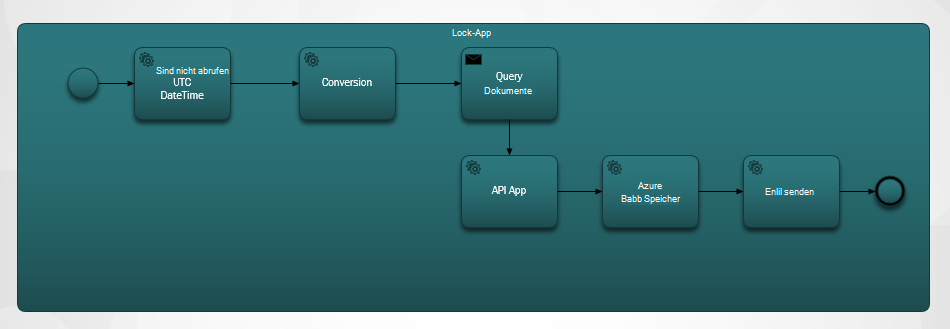 Lock-App
Sind nicht abrufen
UTC
DateTime
Conversion
Query
Dokumente
API App
Azure
Babb Speicher
Enlil senden